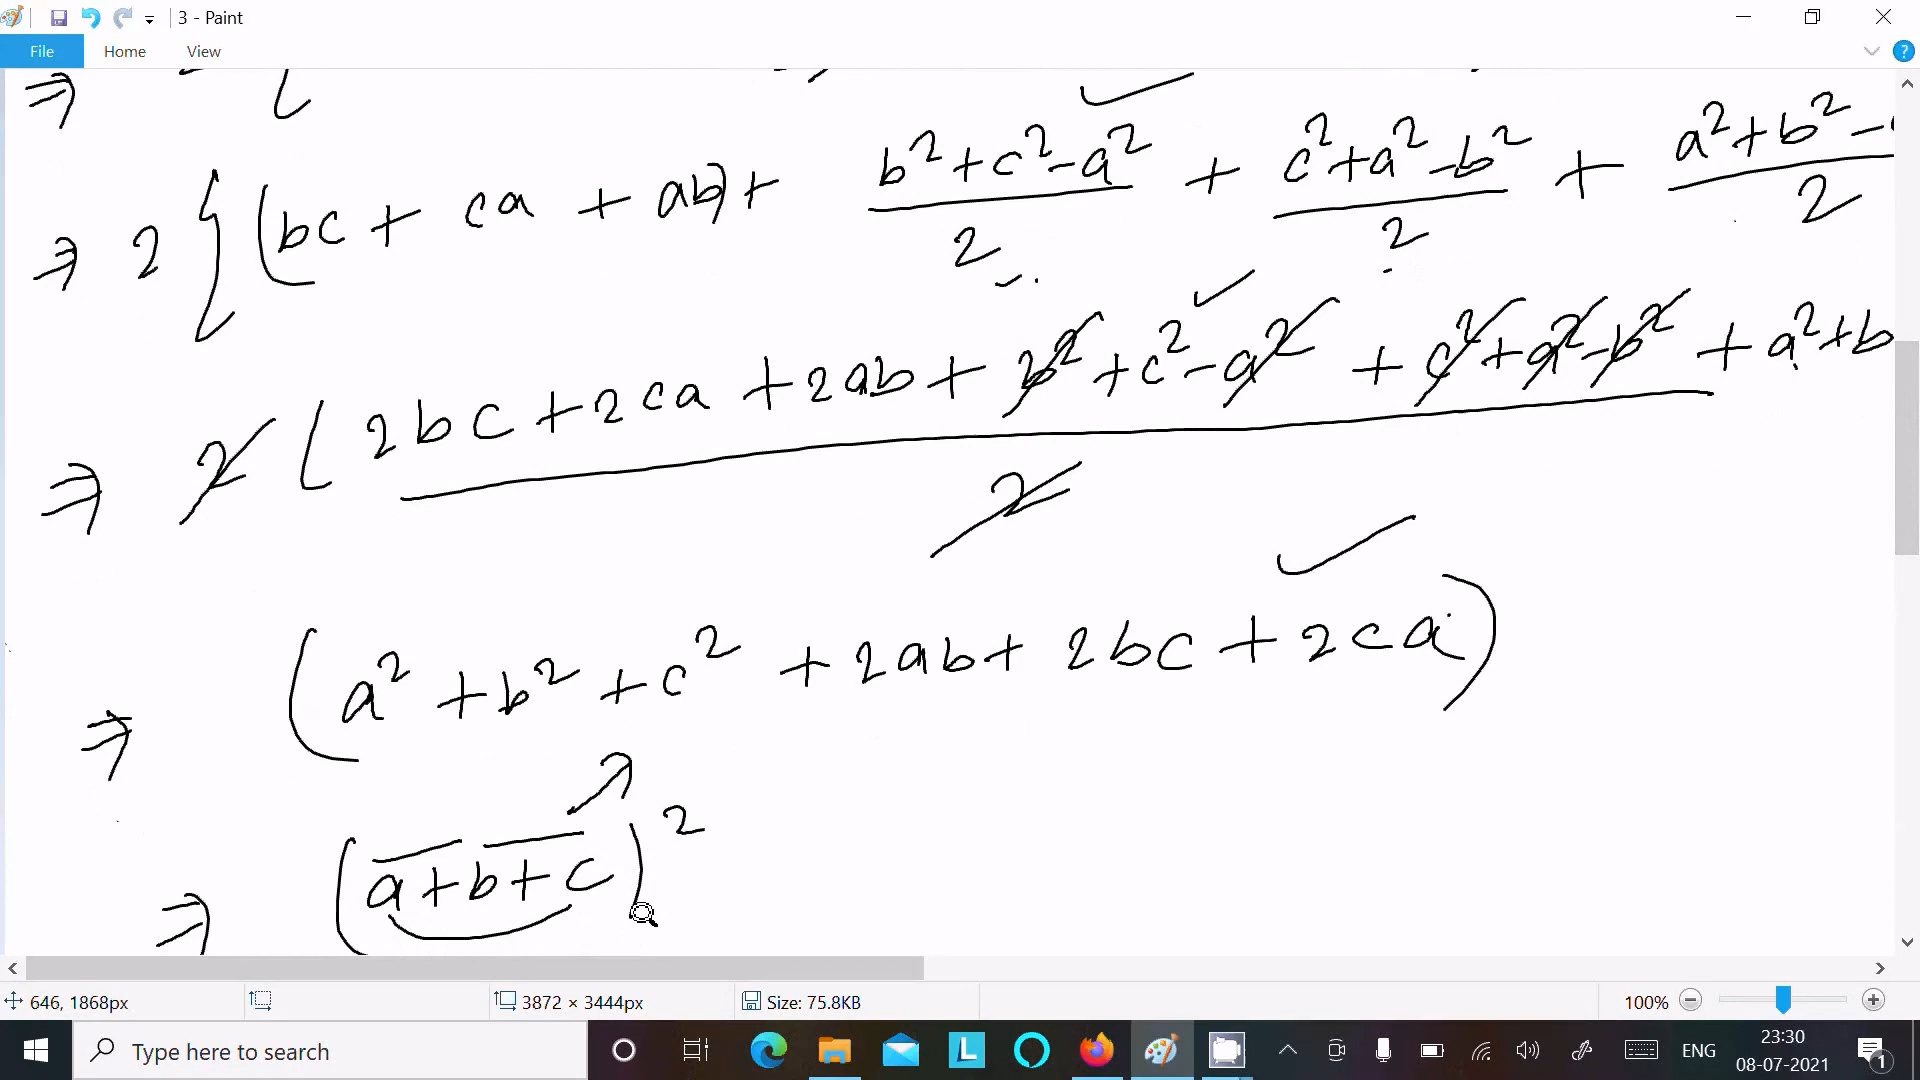 3 - Paint
File Home View
⇒ 2 {(bc + ca + ab) + (b² + c² - a²)/2 + (c² + a² - b²)/2 + (a² + b² -)/2
⇒ 2 (2bc + 2ca + 2ab + b² + c² - a² + c² + a² - b² + a² + b
2
⇒ (a² + b² + c² + 2ab + 2bc + 2ca)
⇒ (a + b + c)²
646, 1868px 3872 × 3444px Size: 75.8KB 100%
Type here to search ENG 23:30
08-07-2021
1